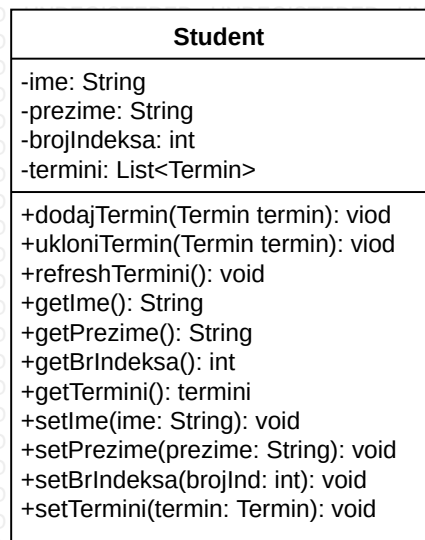 Student
-ime: String
-prezime: String
-brojIndeksa: int
-termini: List<Termin>
+dodajTermin(Termin termin): viod
+ukloniTermin(Termin termin): viod
+refreshTermini(): void
+getIme(): String
+getPrezime(): String
+getBrIndeksa(): int
+getTermini(): termini
+setIme(ime: String): void
+setPrezime(prezime: String): void
+setBrIndeksa(brojInd: int): void
+setTermini(termin: Termin): void